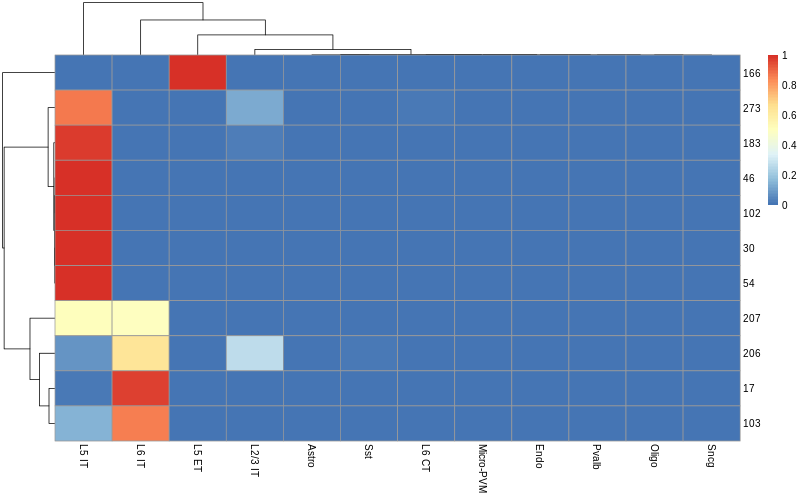 1
0.8
0.6
0.4
0.2
0
166
273
183
46
102
30
54
207
206
17
103
L5 IT
L6 IT
L5 ET
L2/3 IT
Astro
Sst
L6 CT
Micro-PVM
Endo
Pvalb
Oligo
Sncg